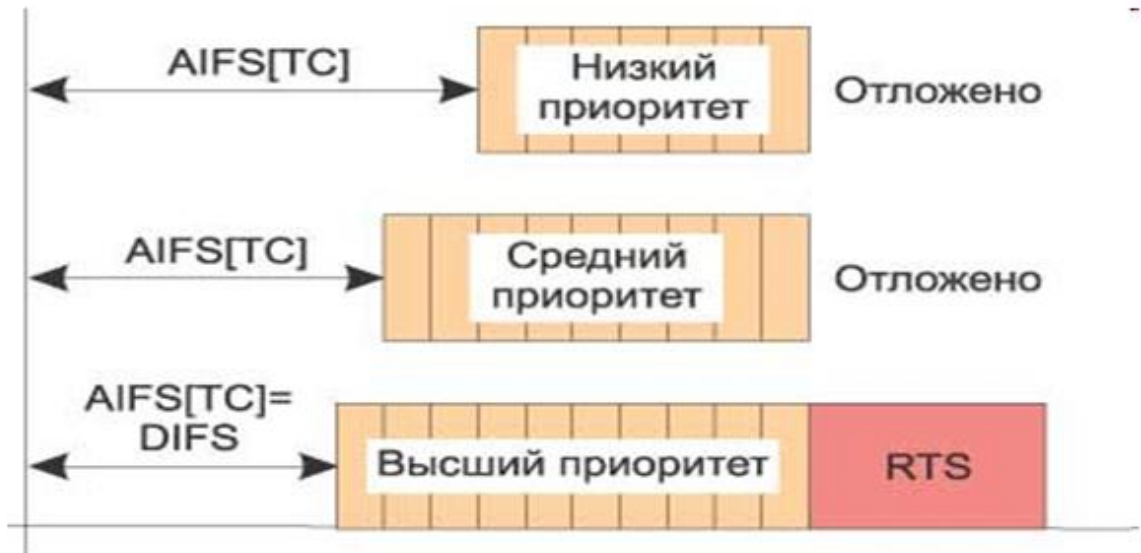 AIFS[TC]
Низкий
приоритет
Отложено
AIFS[TC]
Средний
приоритет
Отложено
AIFS[TC]=
DIFS
Высший приоритет
RTS